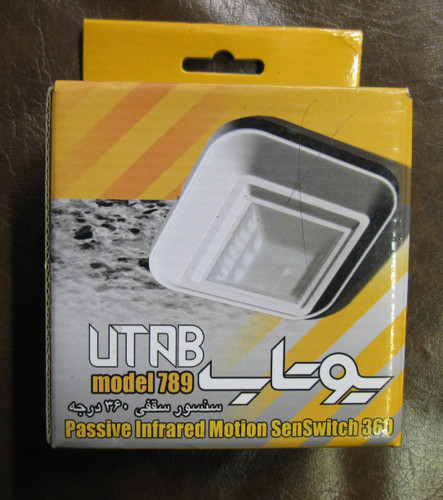 UTAB
یوتاب
model 789
سنسور سقفی ۳۶۰ درجه
Passive Infrared Motion SenSwitch 360